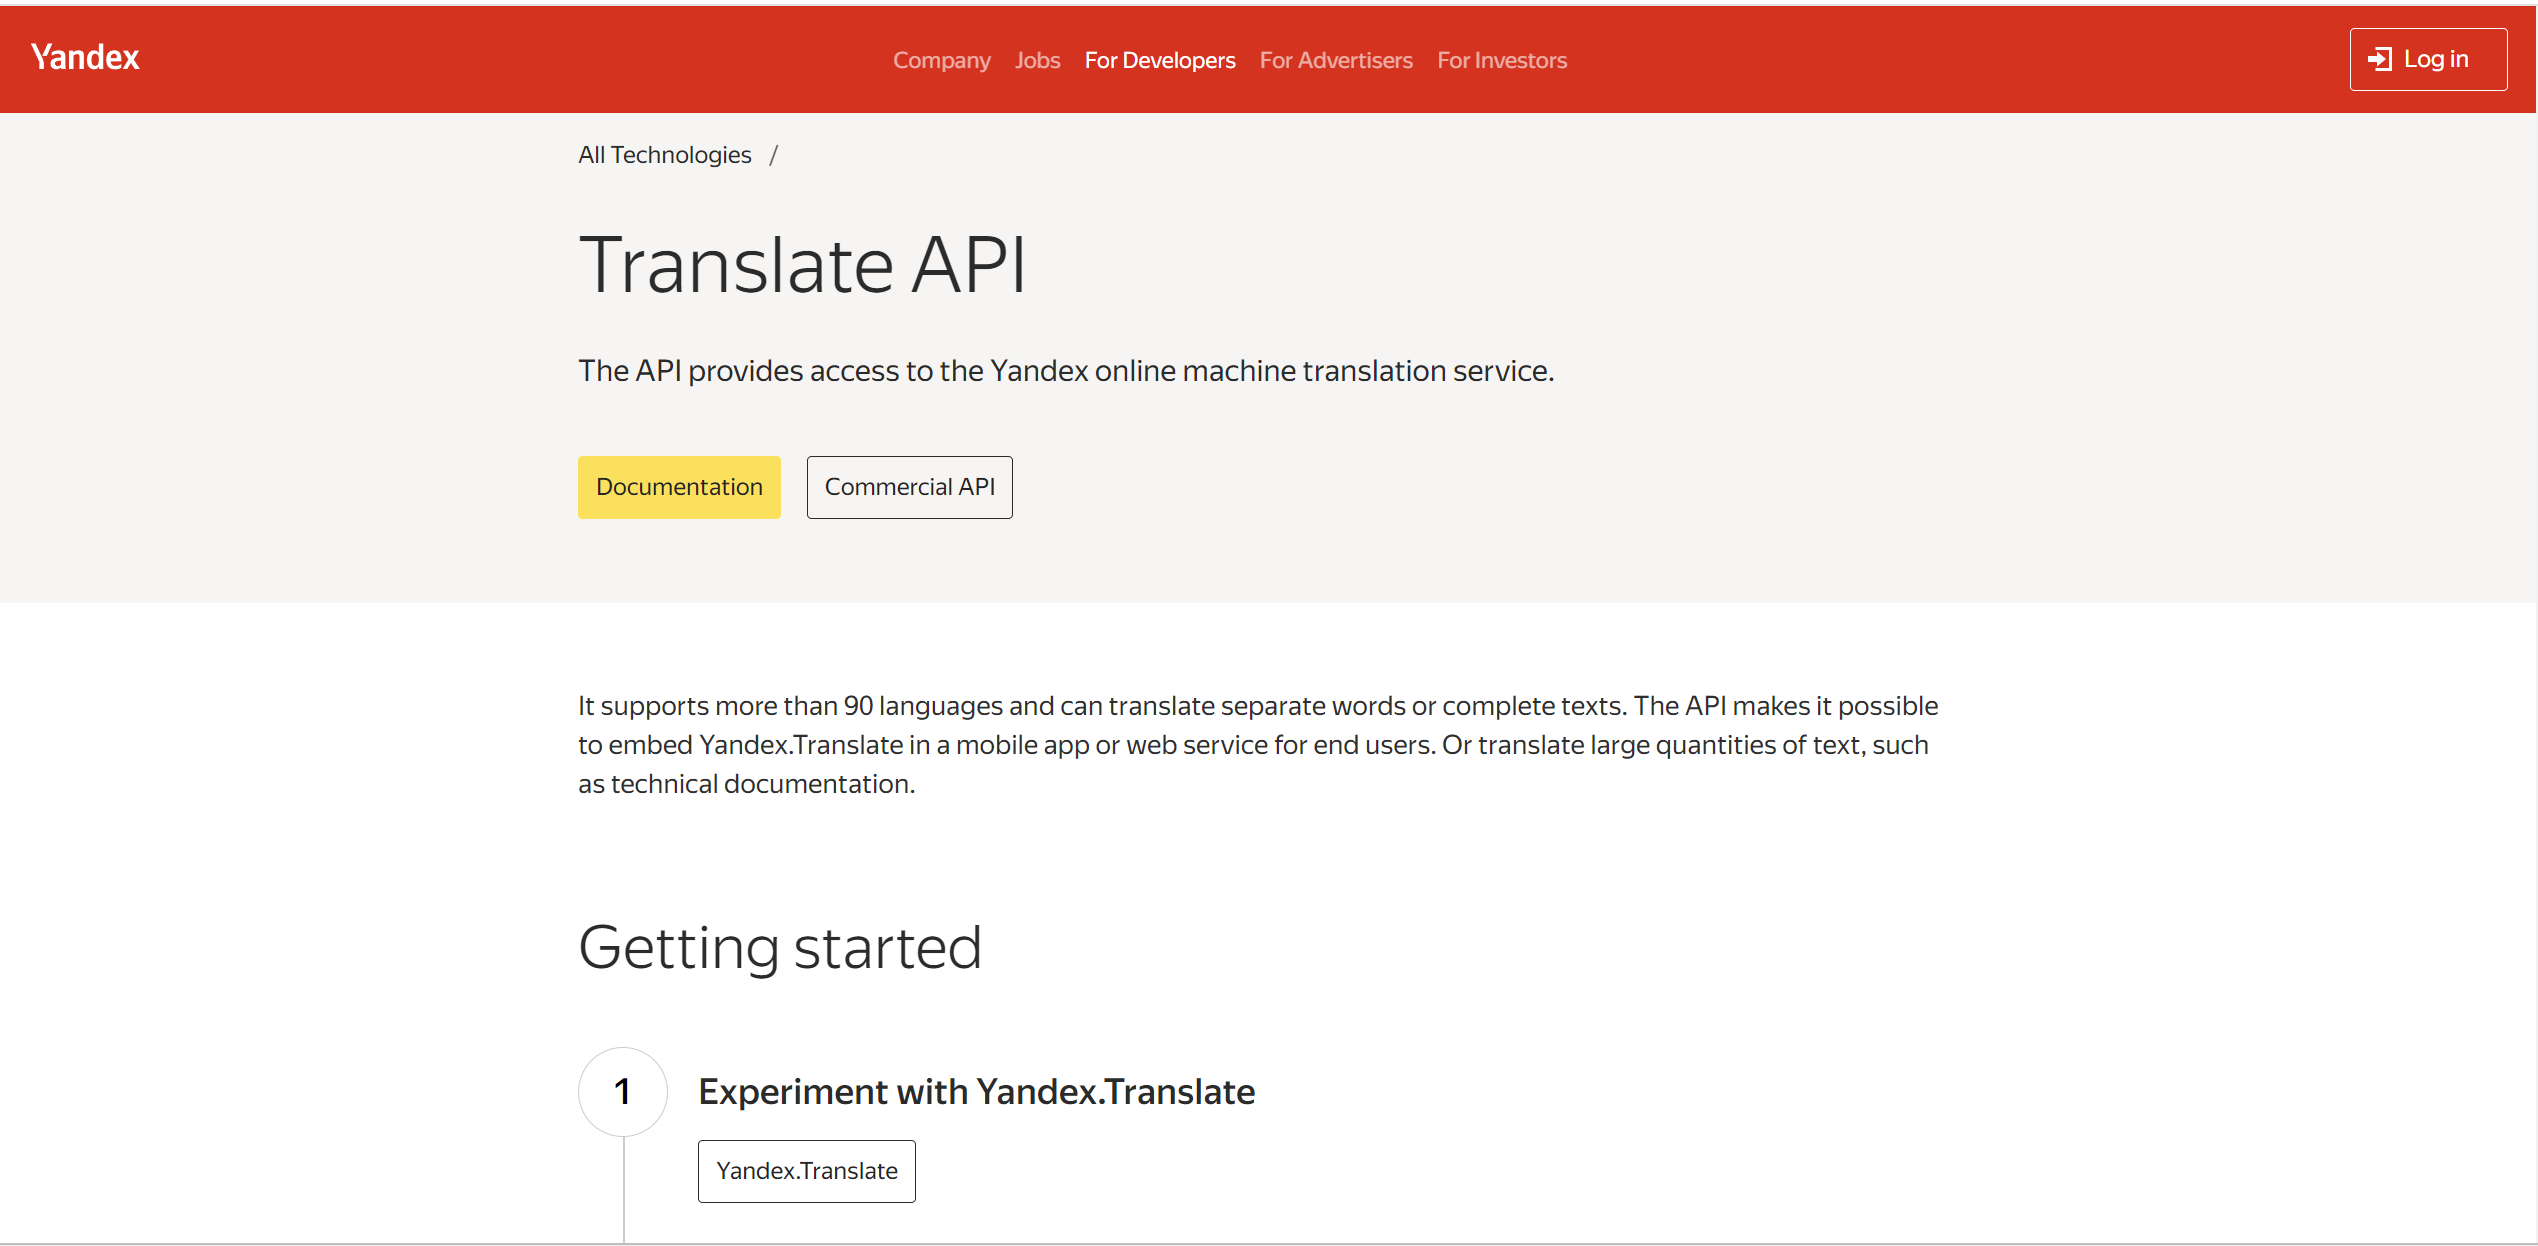 Yandex
Company Jobs For Developers For Advertisers For Investors
Log in
All Technologies /
Translate API
The API provides access to the Yandex online machine translation service.
Documentation
Commercial API
It supports more than 90 languages and can translate separate words or complete texts. The API makes it possible
to embed Yandex.Translate in a mobile app or web service for end users. Or translate large quantities of text, such
as technical documentation.
Getting started
1 Experiment with Yandex.Translate
Yandex.Translate